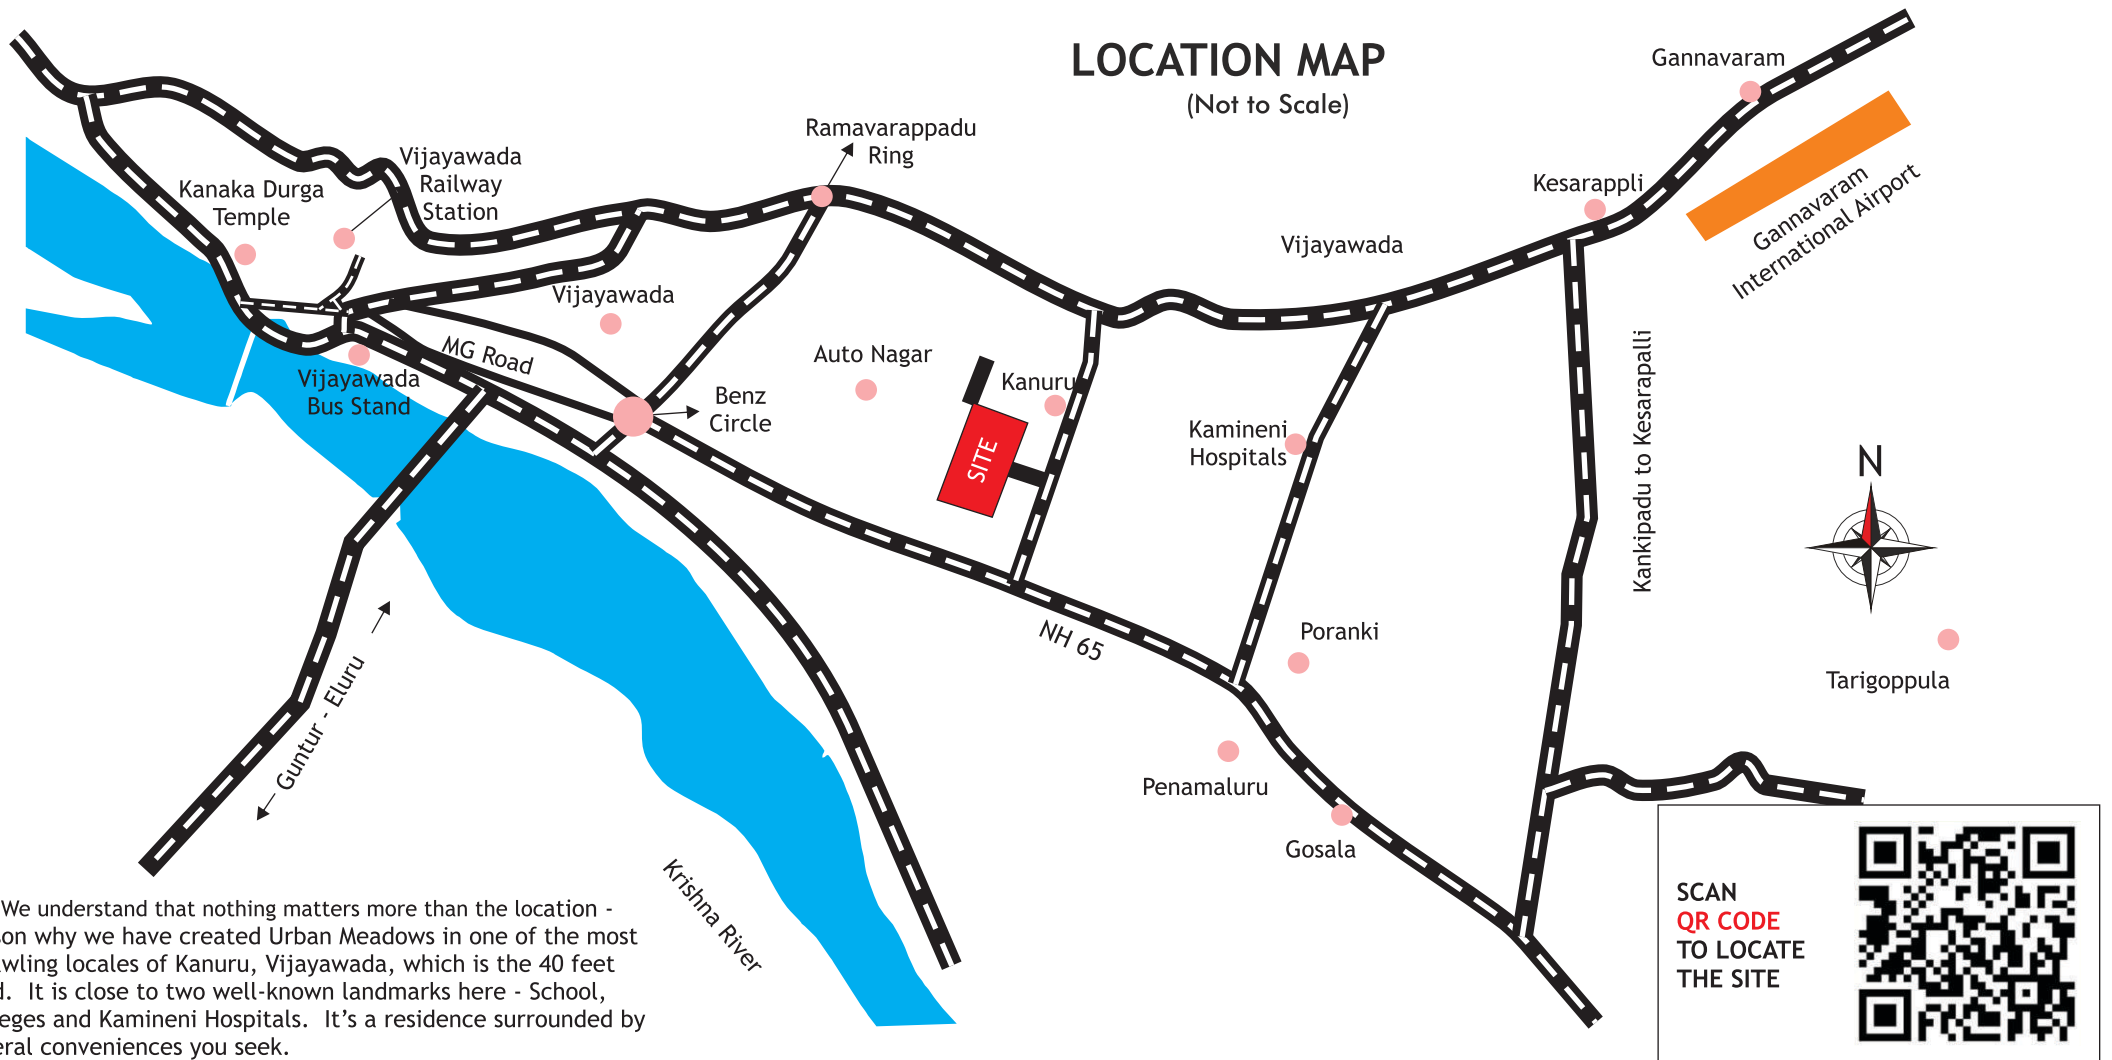 LOCATION MAP
(Not to Scale)
Gannavaram
Ramavarappadu
Ring
Vijayawada
Railway
Station
Kanaka Durga
Temple
Kesarappli
Gannavaram
International Airport
Vijayawada
Vijayawada
MG Road
Auto Nagar
Kanuru
Vijayawada
Bus Stand
Benz
Circle
SITE
Kamineni
Hospitals
Kankipadu to Kesarapalli
N
NH 65
Poranki
Guntur - Eluru
Tarigoppula
Penamaluru
Gosala
Krishna River
We understand that nothing matters more than the location -
son why we have created Urban Meadows in one of the most
wling locales of Kanuru, Vijayawada, which is the 40 feet
d. It is close to two well-known landmarks here - School,
eges and Kamineni Hospitals. It's a residence surrounded by
eral conveniences you seek.
SCAN
QR CODE
TO LOCATE
THE SITE